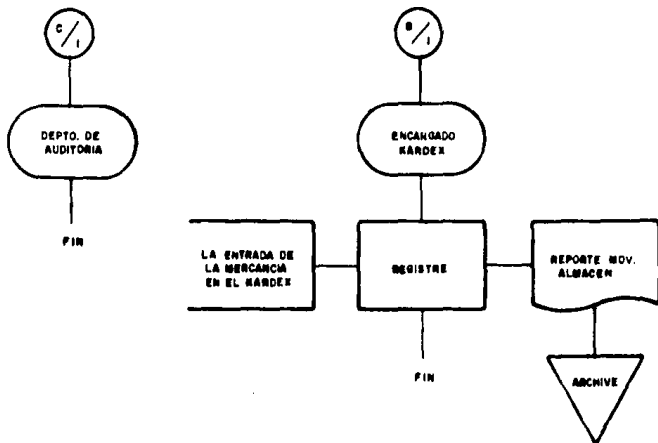 C/1
B/1
DEPTO. DE
AUDITORIA
ENCANGADO
KARDEX
FIN
LA ENTRADA DE
LA MERCANCIA
EN EL KARDEX
REGISTRE
REPORTE MOV.
ALMACEN
FIN
ARCHIVE